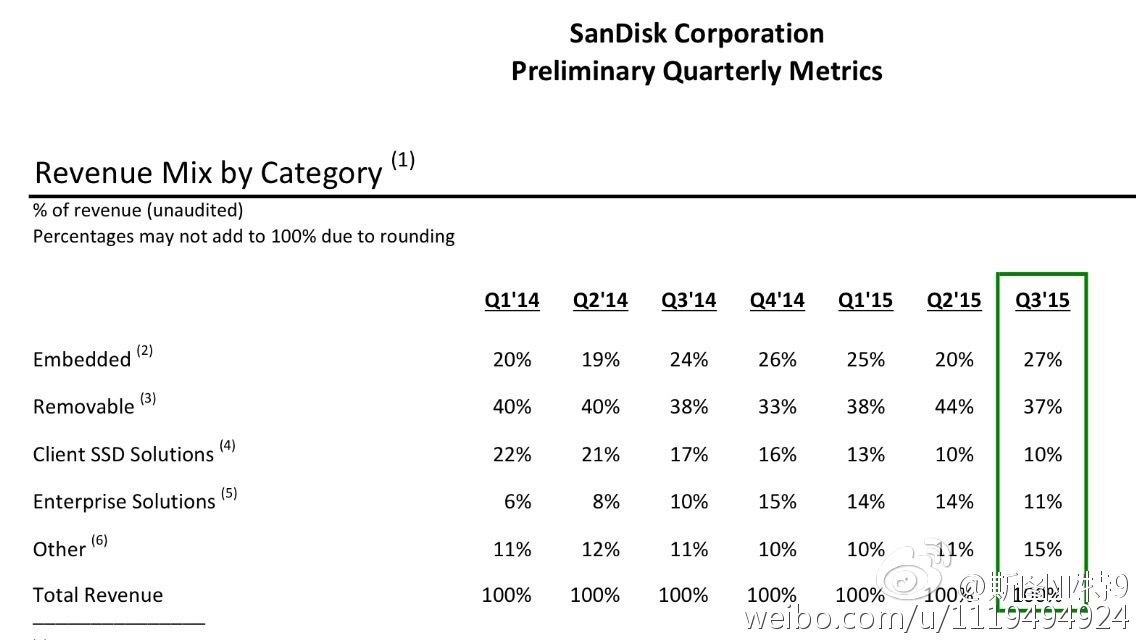 SanDisk Corporation
Preliminary Quarterly Metrics
Revenue Mix by Category (1)
% of revenue (unaudited)
Percentages may not add to 100% due to rounding
Q1'14 Q2'14 Q3'14 Q4'14 Q1'15 Q2'15 Q3'15
Embedded (2) 20% 19% 24% 26% 25% 20% 27%
Removable (3) 40% 40% 38% 33% 38% 44% 37%
Client SSD Solutions (4) 22% 21% 17% 16% 13% 10% 10%
Enterprise Solutions (5) 6% 8% 10% 15% 14% 14% 11%
Other (6) 11% 12% 11% 10% 10% 11% 15%
Total Revenue 100% 100% 100% 100% 100% 100% 100%
weibo.com/u/1119494924